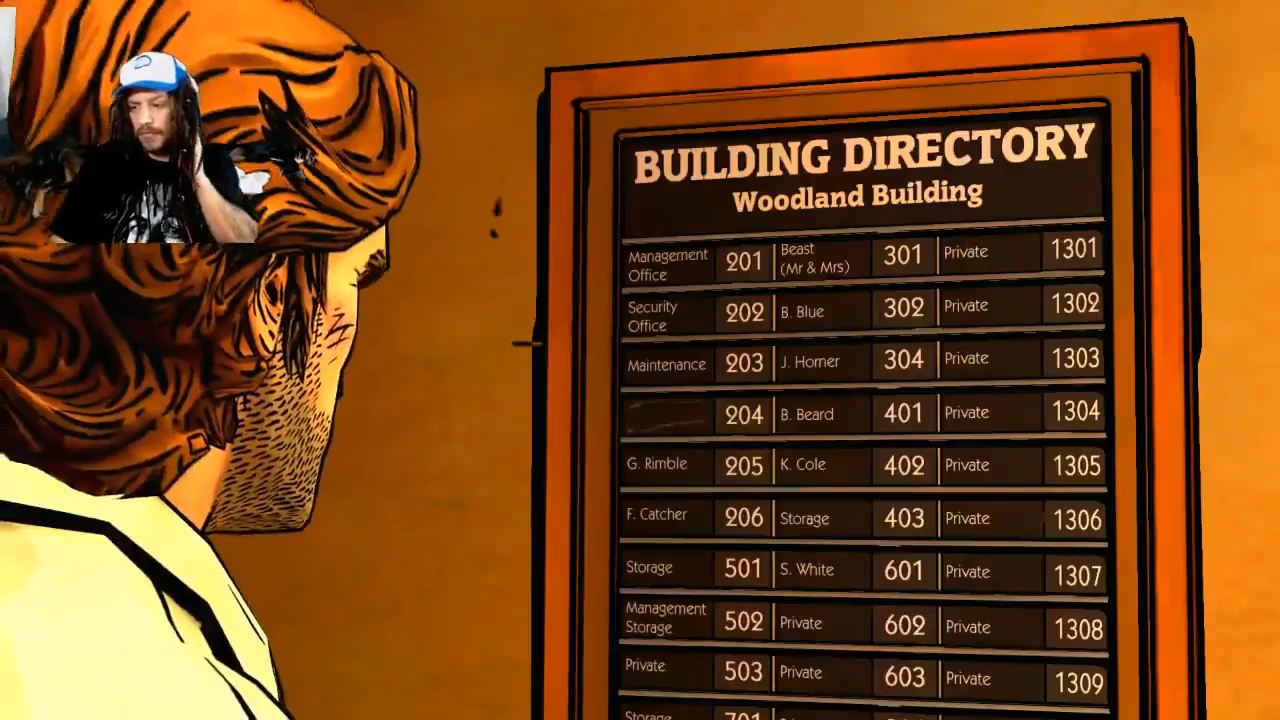 BUILDING DIRECTORY
Woodland Building
Management Office 201 Beast (Mr & Mrs) 301 Private 1301
Security Office 202 B. Blue 302 Private 1302
Maintenance 203 J. Horner 304 Private 1303
204 B. Beard 401 Private 1304
G. Rimble 205 K. Cole 402 Private 1305
F. Catcher 206 Storage 403 Private 1306
Storage 501 S. White 601 Private 1307
Management Storage 502 Private 602 Private 1308
Private 503 Private 603 Private 1309
Storage 701